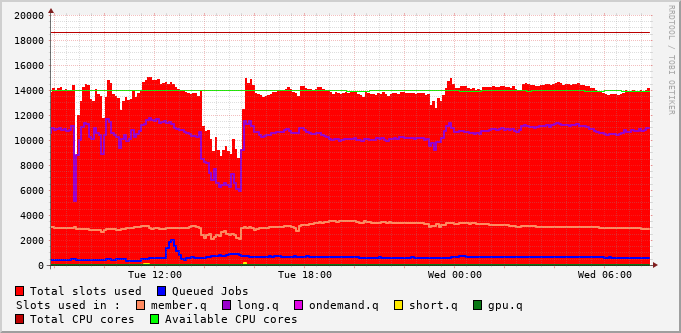 20000
18000
16000
14000
12000
10000
8000
6000
4000
2000
0
Tue 12:00 Tue 18:00 Wed 00:00 Wed 06:00
RRDTOOL / TOBI OETIKER
Total slots used Queued Jobs
Slots used in : member.q long.q ondemand.q short.q gpu.q
Total CPU cores Available CPU cores